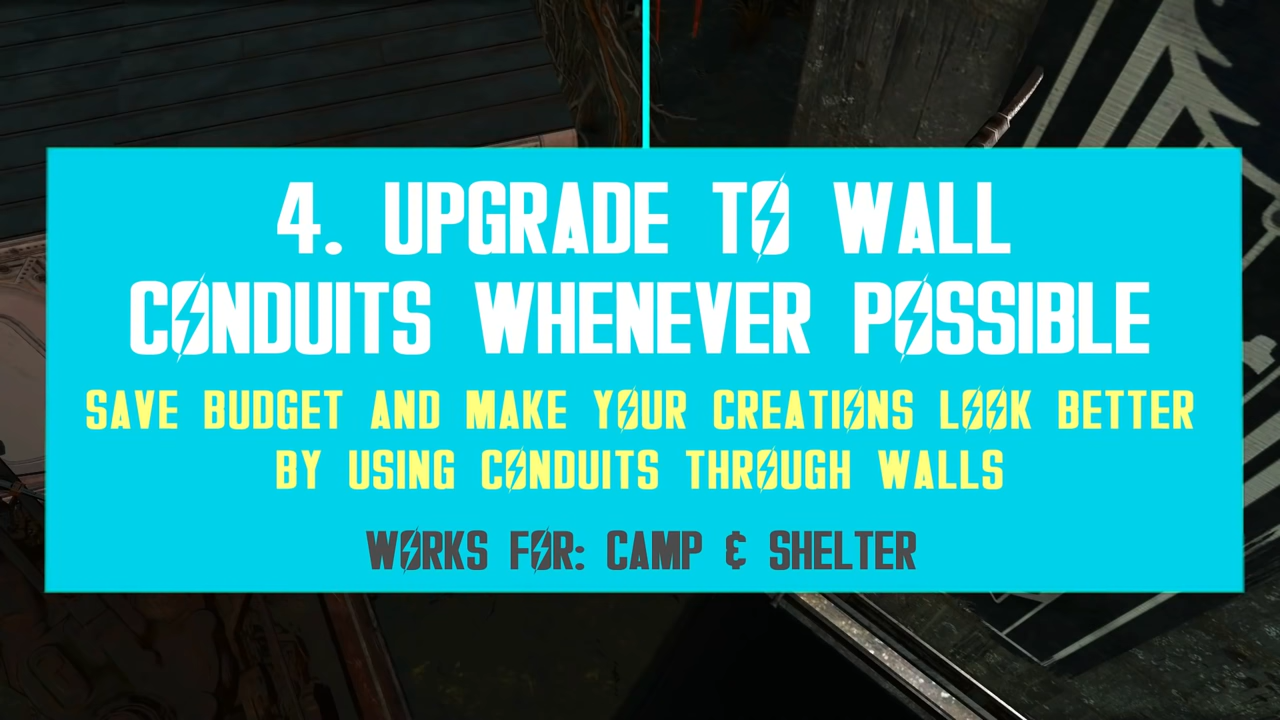 4. UPGRADE TO WALL
CONDUITS WHENEVER POSSIBLE
SAVE BUDGET AND MAKE YOUR CREATIONS LOOK BETTER
BY USING CONDUITS THROUGH WALLS
WORKS FOR: CAMP & SHELTER